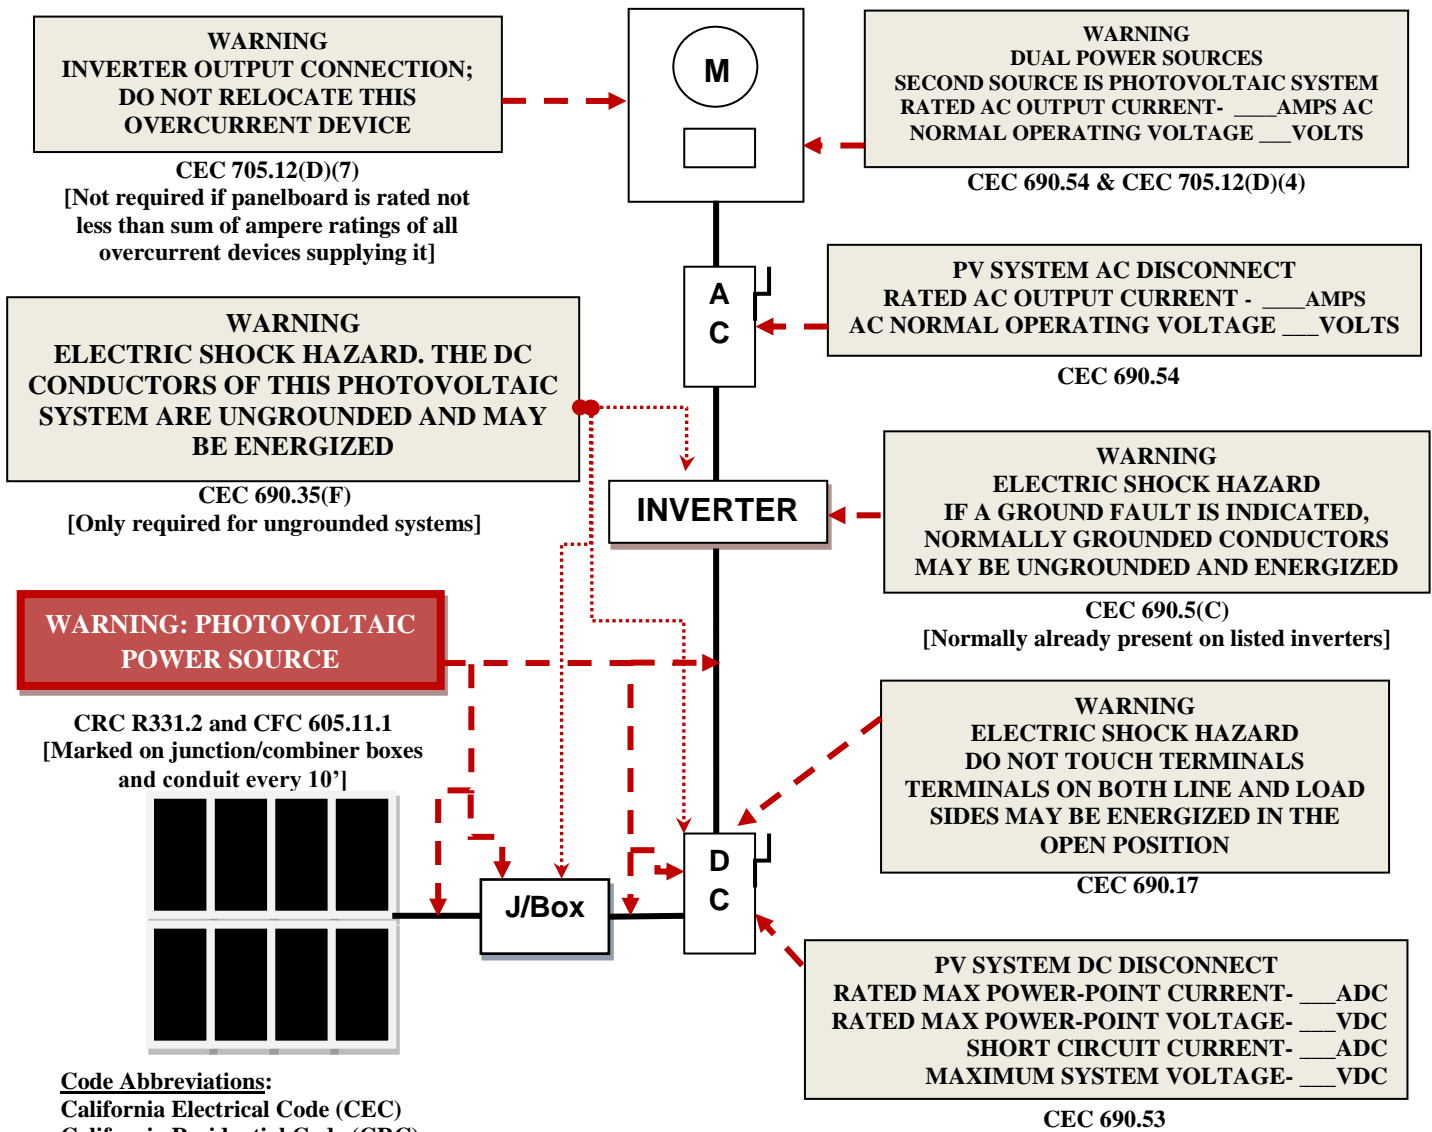 WARNING
INVERTER OUTPUT CONNECTION;
DO NOT RELOCATE THIS
OVERCURRENT DEVICE
CEC 705.12(D)(7)
[Not required if panelboard is rated not
less than sum of ampere ratings of all
overcurrent devices supplying it]
M
WARNING
DUAL POWER SOURCES
SECOND SOURCE IS PHOTOVOLTAIC SYSTEM
RATED AC OUTPUT CURRENT- ____AMPS AC
NORMAL OPERATING VOLTAGE ___VOLTS
CEC 690.54 & CEC 705.12(D)(4)
A
C
PV SYSTEM AC DISCONNECT
RATED AC OUTPUT CURRENT - ____AMPS
AC NORMAL OPERATING VOLTAGE ___VOLTS
CEC 690.54
WARNING
ELECTRIC SHOCK HAZARD. THE DC
CONDUCTORS OF THIS PHOTOVOLTAIC
SYSTEM ARE UNGROUNDED AND MAY
BE ENERGIZED
CEC 690.35(F)
[Only required for ungrounded systems]
INVERTER
WARNING
ELECTRIC SHOCK HAZARD
IF A GROUND FAULT IS INDICATED,
NORMALLY GROUNDED CONDUCTORS
MAY BE UNGROUNDED AND ENERGIZED
CEC 690.5(C)
[Normally already present on listed inverters]
WARNING: PHOTOVOLTAIC
POWER SOURCE
CRC R331.2 and CFC 605.11.1
[Marked on junction/combiner boxes
and conduit every 10’]
WARNING
ELECTRIC SHOCK HAZARD
DO NOT TOUCH TERMINALS
TERMINALS ON BOTH LINE AND LOAD
SIDES MAY BE ENERGIZED IN THE
OPEN POSITION
CEC 690.17
J/Box
D
C
PV SYSTEM DC DISCONNECT
RATED MAX POWER-POINT CURRENT- ___ADC
RATED MAX POWER-POINT VOLTAGE- ___VDC
SHORT CIRCUIT CURRENT- ___ADC
MAXIMUM SYSTEM VOLTAGE- ___VDC
CEC 690.53
Code Abbreviations:
California Electrical Code (CEC)
California Residential Code (CRC)